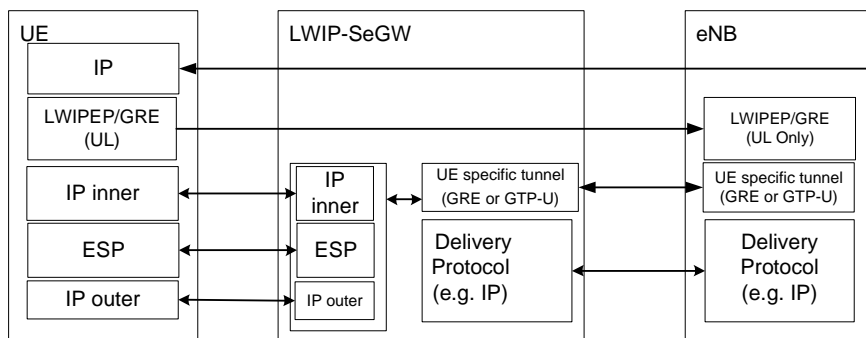 UE
IP
LWIPEP/GRE
(UL)
IP inner
ESP
IP outer
LWIP-SeGW
IP
inner
ESP
IP outer
UE specific tunnel
(GRE or GTP-U)
Delivery
Protocol
(e.g. IP)
eNB
LWIPEP/GRE
(UL Only)
UE specific tunnel
(GRE or GTP-U)
Delivery
Protocol
(e.g. IP)